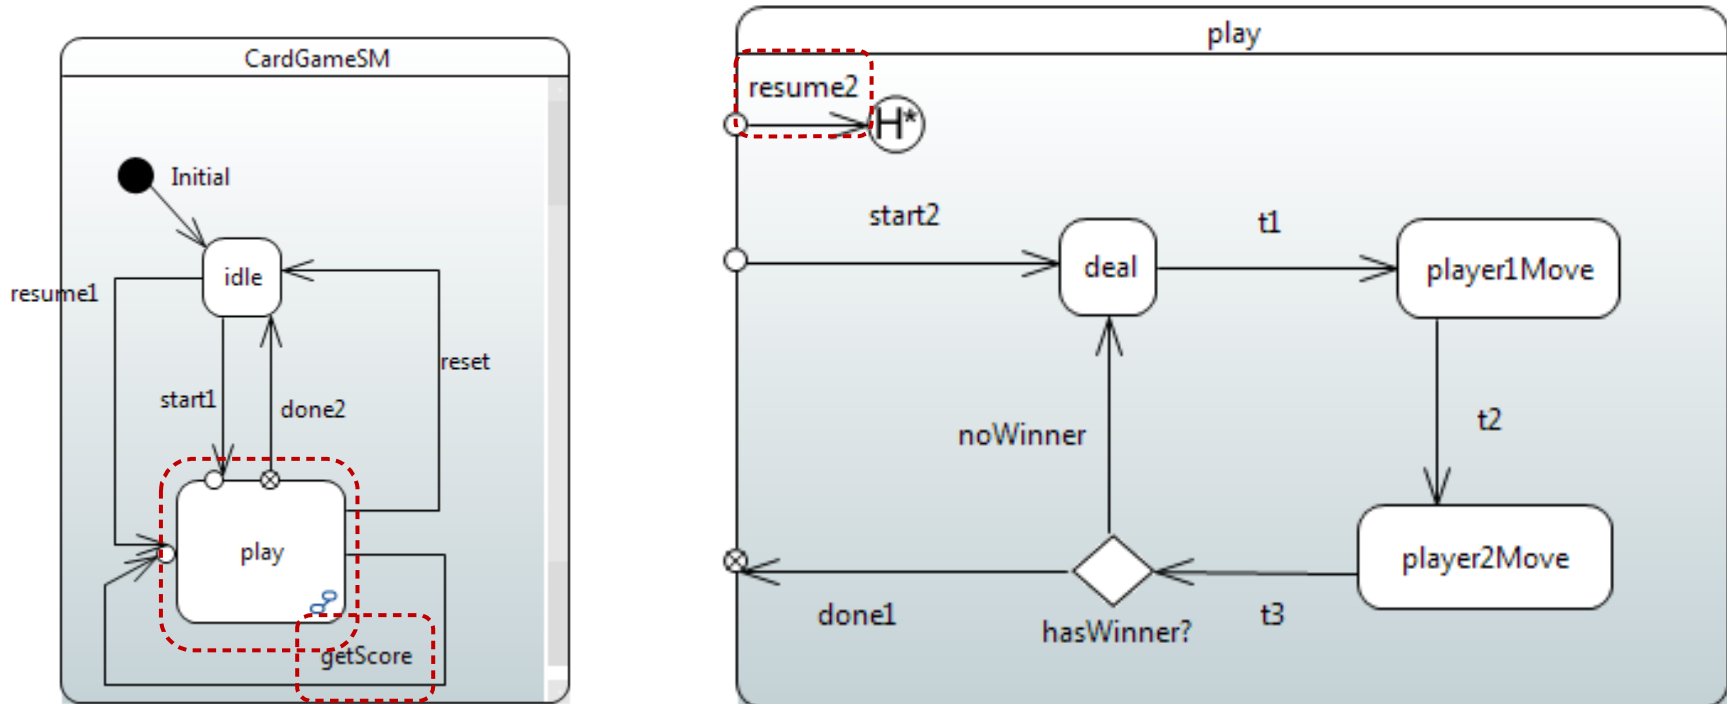 CardGameSM
Initial
idle
resume1
reset
start1
done2
play
getScore
play
resume2
H*
start2
t1
deal
player1Move
noWinner
t2
player2Move
done1
hasWinner?
t3